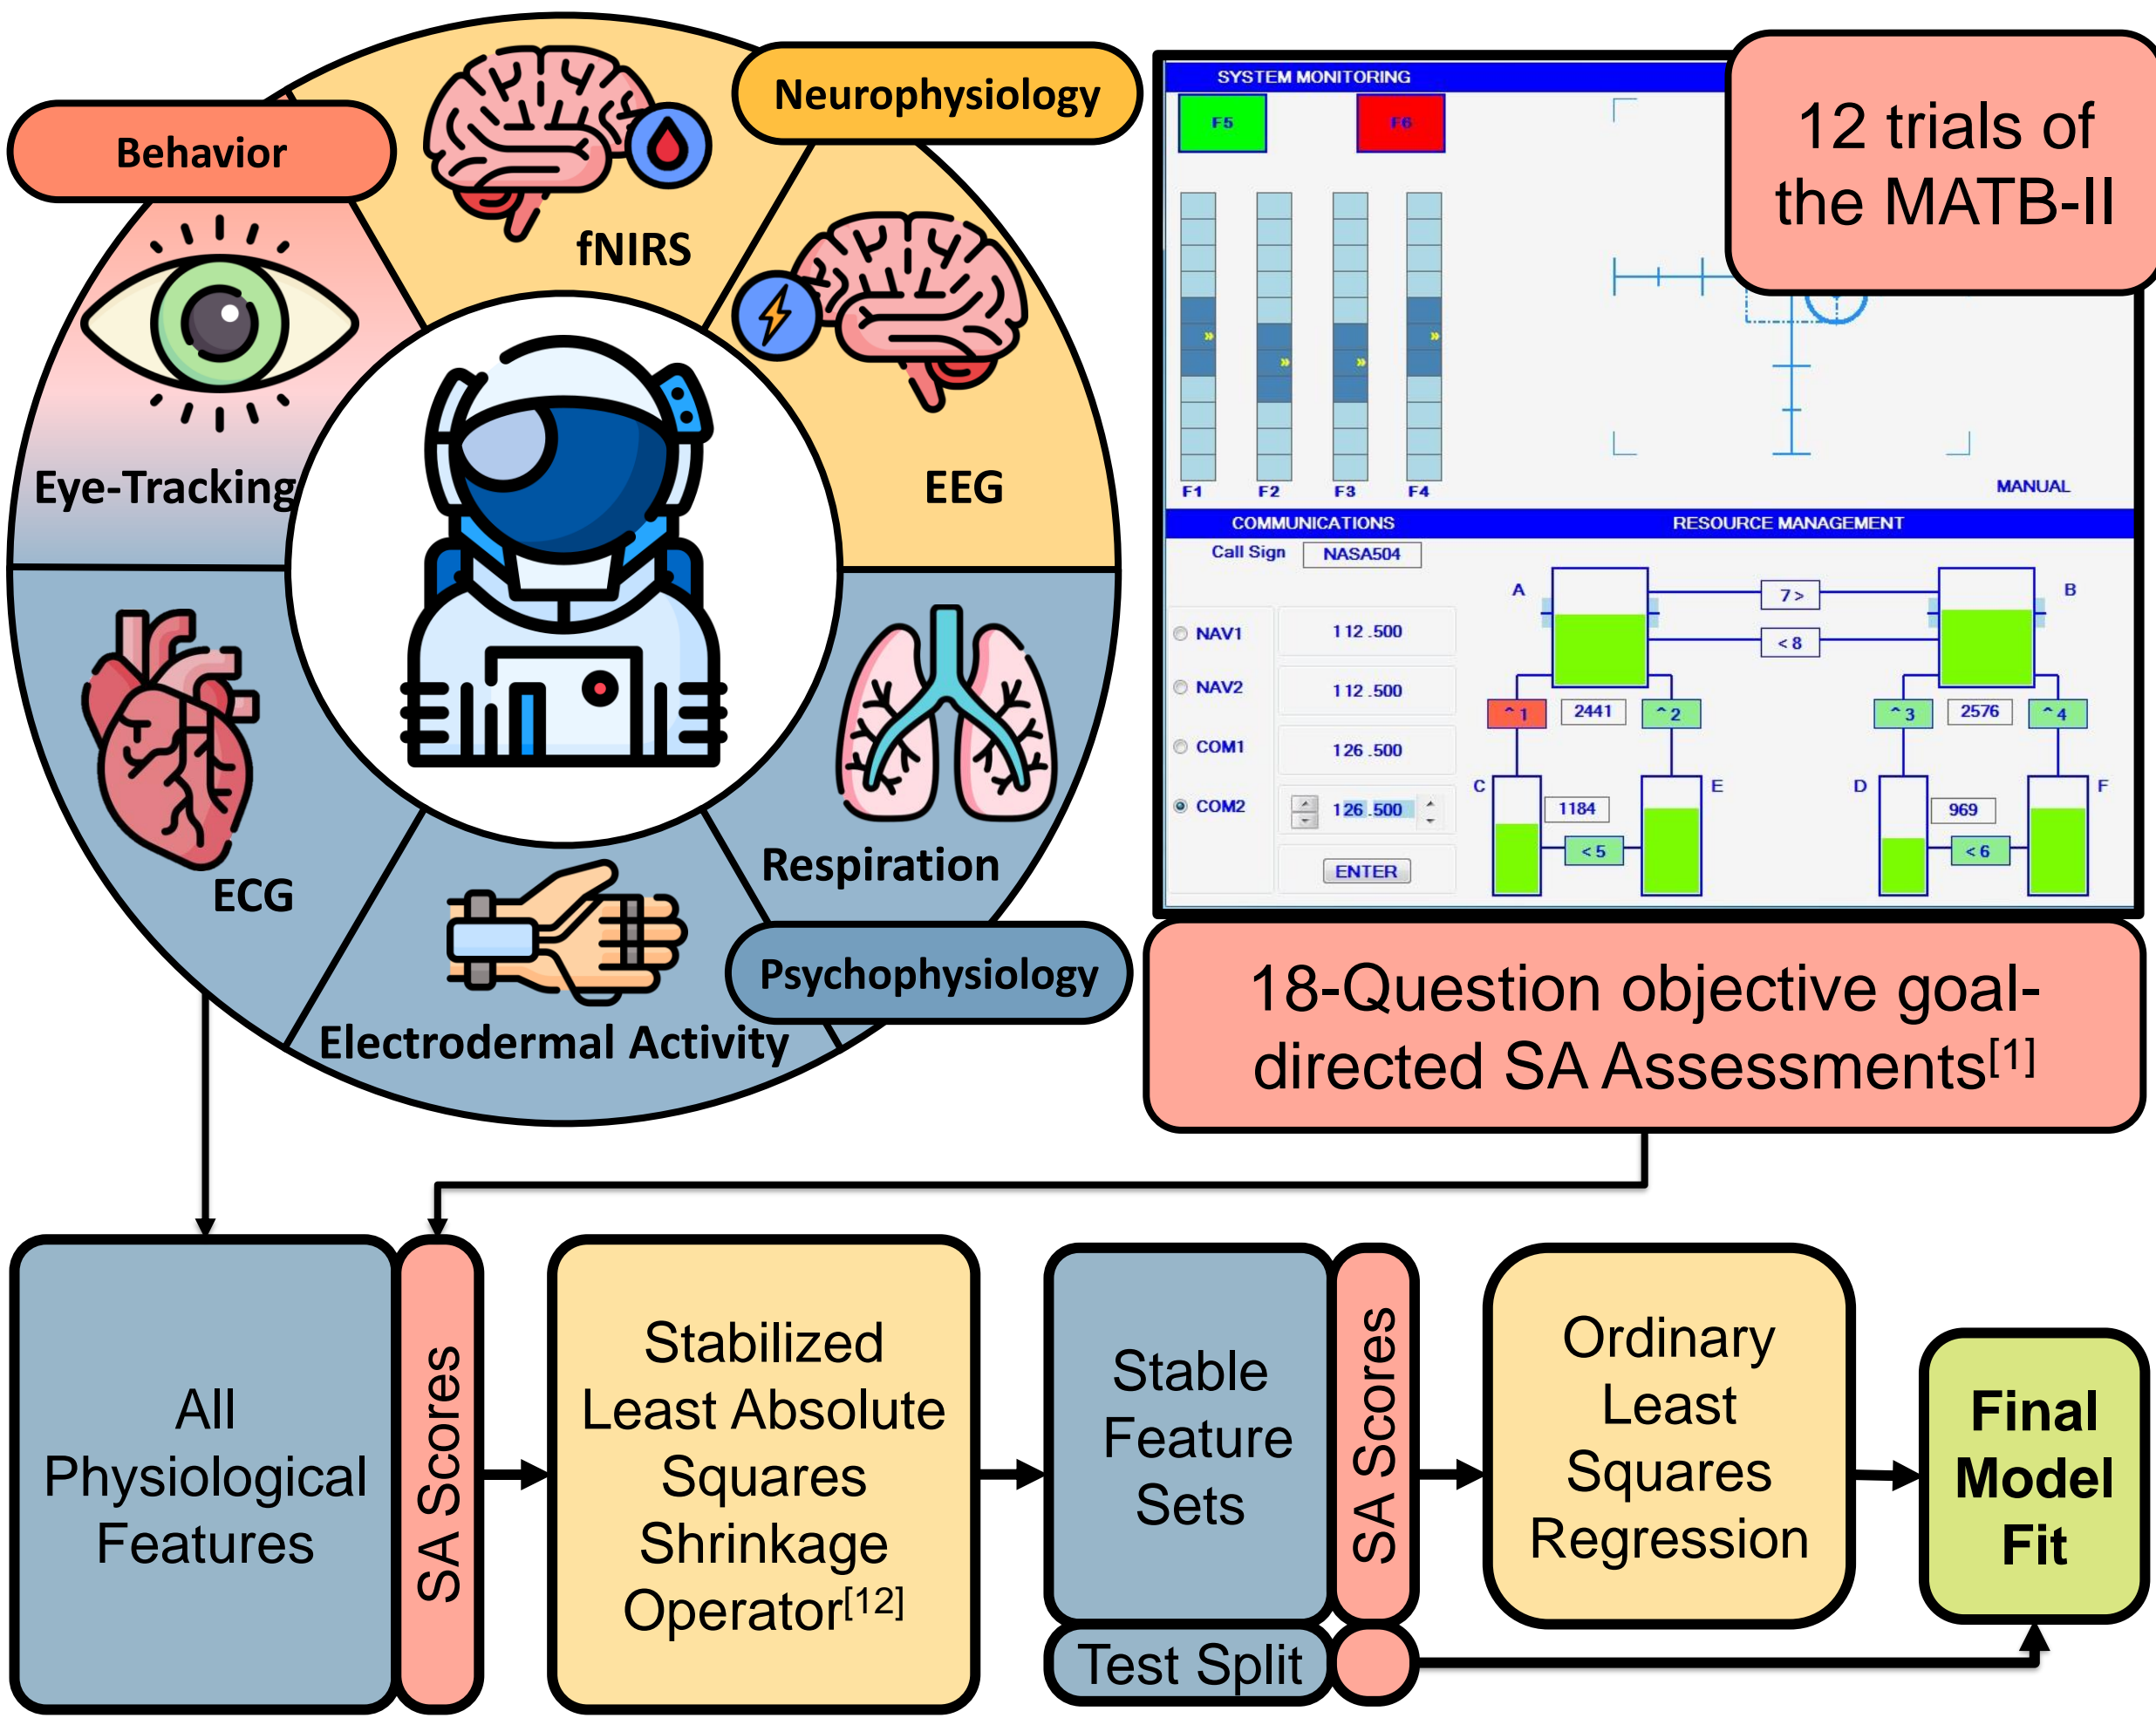 Behavior
Neurophysiology
fNIRS
EEG
Eye-Tracking
ECG
Respiration
Electrodermal Activity
Psychophysiology
12 trials of
the MATB-II
SYSTEM MONITORING
F5
F6
F1
F2
F3
F4
MANUAL
COMMUNICATIONS
Call Sign
NASA504
NAV1
112.500
NAV2
112.500
COM1
126.500
COM2
126.500
ENTER
RESOURCE MANAGEMENT
A
7 >
B
< 8
^ 1
2441
^ 2
^ 3
2576
^ 4
C
1184
E
D
969
F
< 5
< 6
18-Question objective goal-
directed SA Assessments[1]
All
Physiological
Features
SA Scores
Stabilized
Least Absolute
Squares
Shrinkage
Operator[12]
Stable
Feature
Sets
SA Scores
Test Split
Ordinary
Least
Squares
Regression
Final
Model
Fit